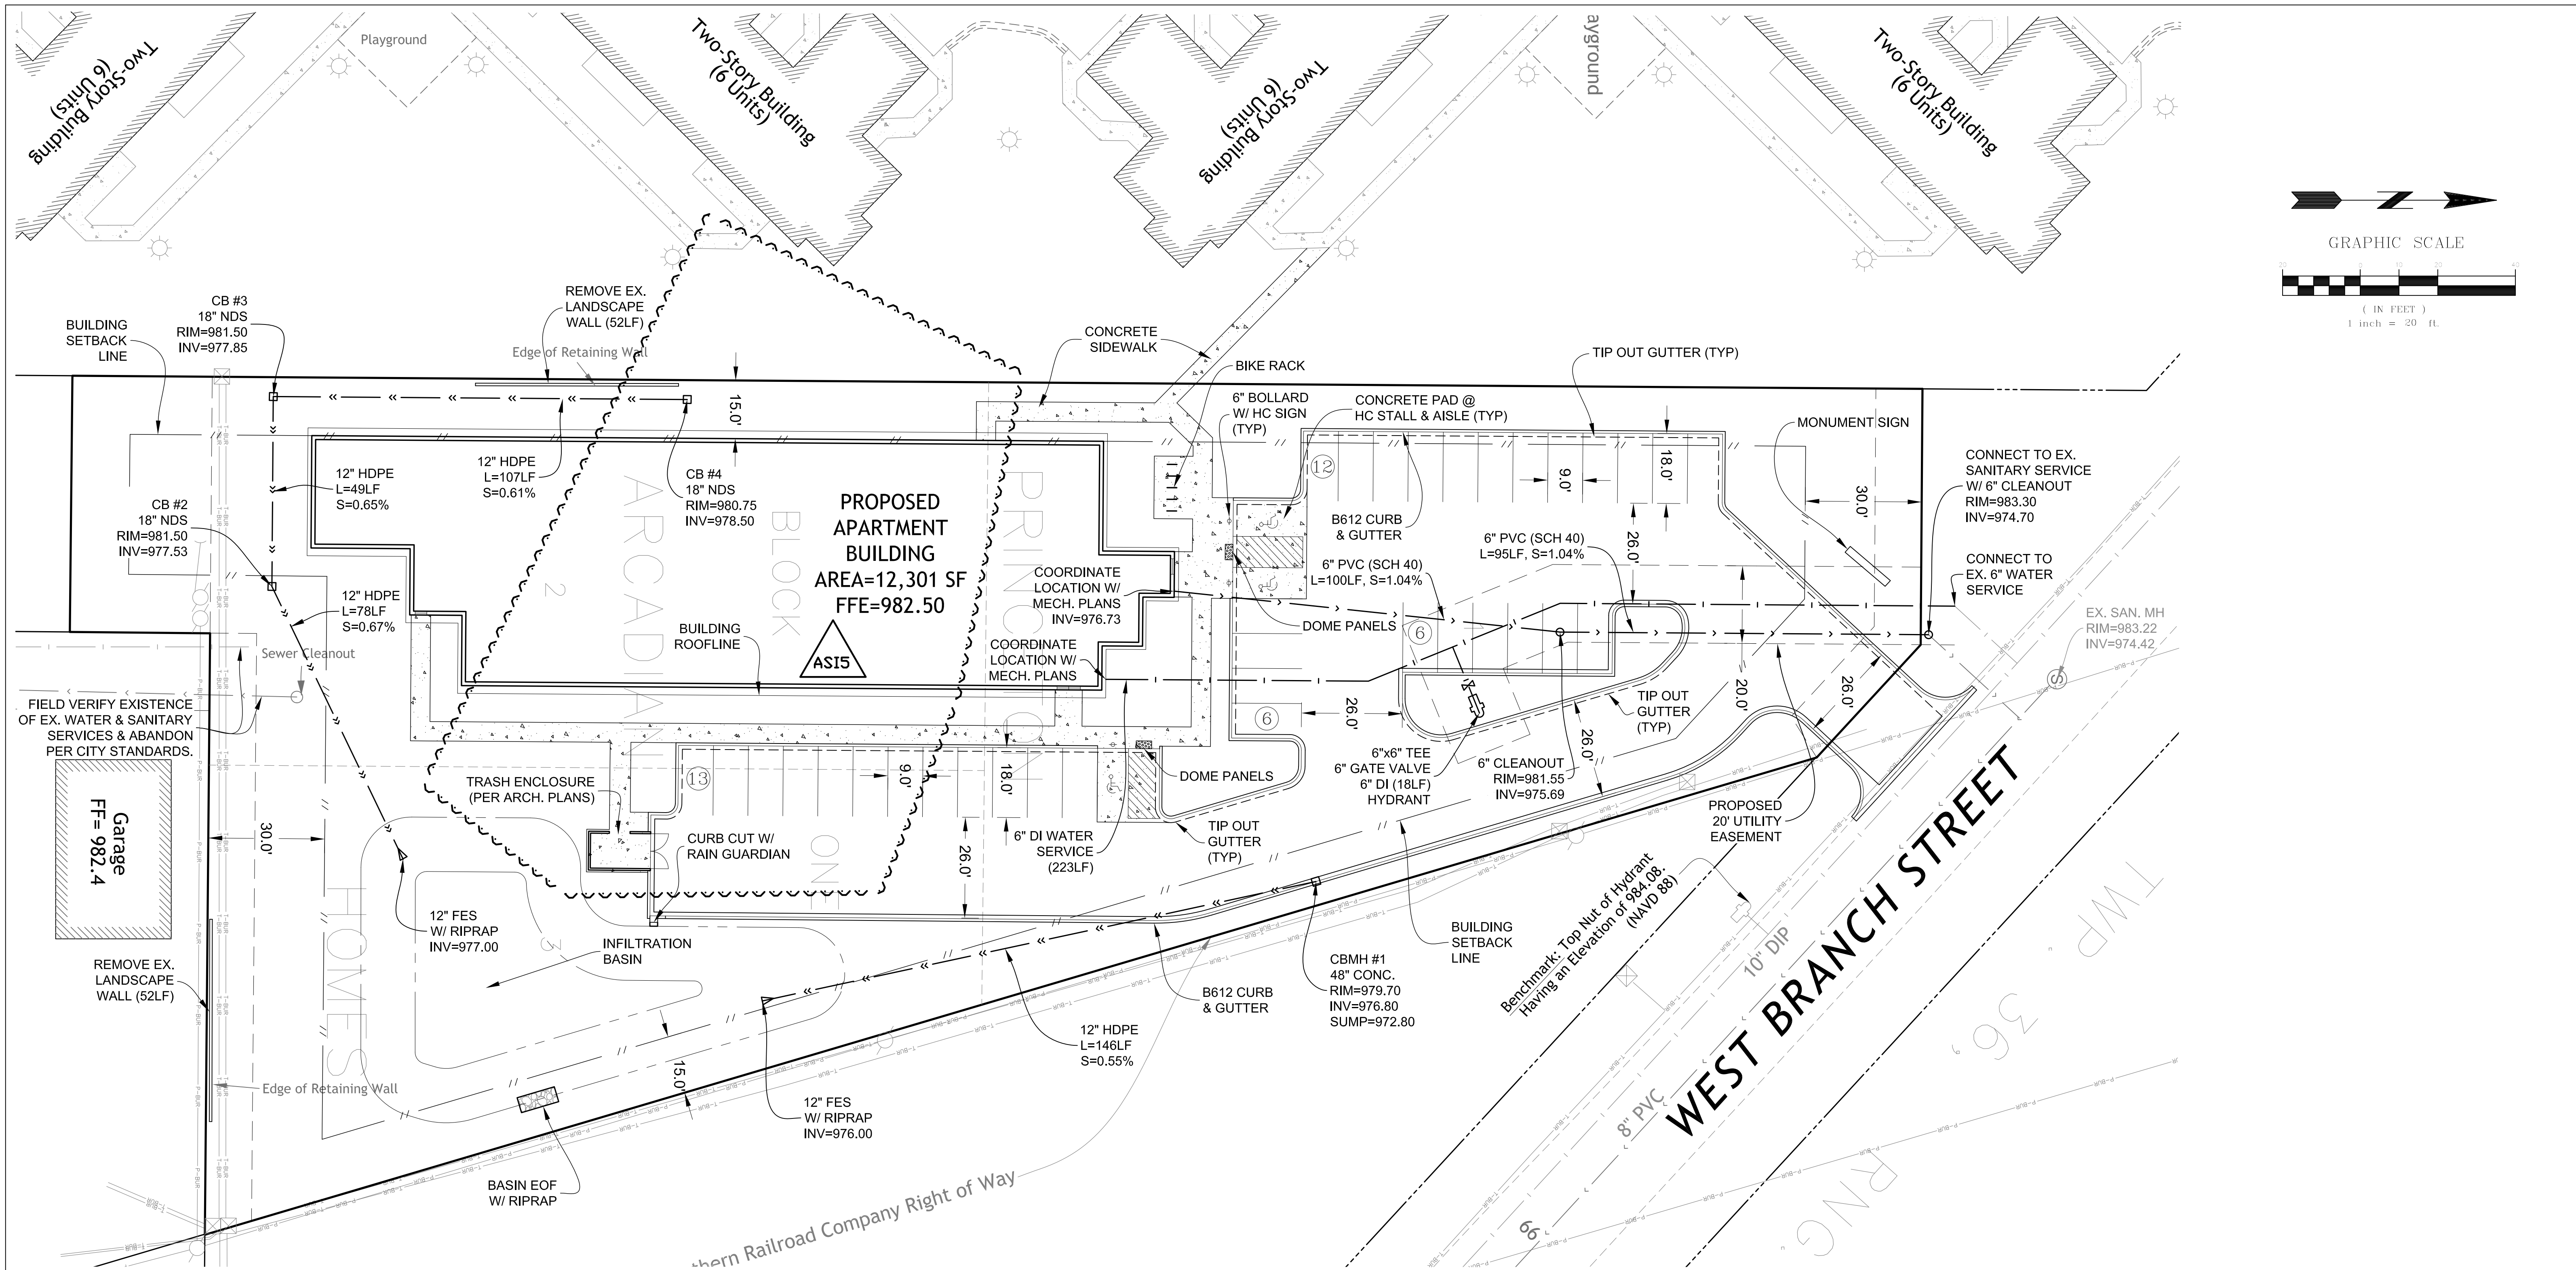 Playground
Two-Story Building
(6 Units)
Two-Story Building
(6 Units)
Two-Story Building
(6 Units)
ayground
Two-Story Building
(6 Units)
GRAPHIC SCALE
20
0
10
20
40
( IN FEET )
1 inch = 20 ft.
BUILDING
SETBACK
LINE
CB #3
18" NDS
RIM=981.50
INV=977.85
REMOVE EX.
LANDSCAPE
WALL (52LF)
Edge of Retaining Wall
15.0'
CONCRETE
SIDEWALK
BIKE RACK
6" BOLLARD
W/ HC SIGN
(TYP)
CONCRETE PAD @
HC STALL & AISLE (TYP)
TIP OUT GUTTER (TYP)
MONUMENT SIGN
CONNECT TO EX.
SANITARY SERVICE
W/ 6" CLEANOUT
RIM=983.30
INV=974.70
CONNECT TO
EX. 6" WATER
SERVICE
EX. SAN. MH
RIM=983.22
INV=974.42
S
CB #2
18" NDS
RIM=981.50
INV=977.53
12" HDPE
L=49LF
S=0.65%
12" HDPE
L=107LF
S=0.61%
CB #4
18" NDS
RIM=980.75
INV=978.50
PROPOSED
APARTMENT
BUILDING
AREA=12,301 SF
FFE=982.50
ASI5
BLOCK
2
ARCADIA
12
9.0'
18.0'
26.0'
30.0'
B612 CURB
& GUTTER
6" PVC (SCH 40)
L=100LF, S=1.04%
6" PVC (SCH 40)
L=95LF, S=1.04%
COORDINATE
LOCATION W/
MECH. PLANS
INV=976.73
COORDINATE
LOCATION W/
MECH. PLANS
DOME PANELS
6
20.0'
20.0'
26.0'
12" HDPE
L=78LF
S=0.67%
BUILDING
ROOFLINE
Sewer Cleanout
FIELD VERIFY EXISTENCE
OF EX. WATER & SANITARY
SERVICES & ABANDON
PER CITY STANDARDS.
Garage
FF= 982.4
30.0'
TRASH ENCLOSURE
(PER ARCH. PLANS)
13
9.0'
18.0'
26.0'
CURB CUT W/
RAIN GUARDIAN
DOME PANELS
6
26.0'
6" DI WATER
SERVICE
(223LF)
TIP OUT
GUTTER
(TYP)
6"x6" TEE
6" GATE VALVE
6" DI (18LF)
HYDRANT
6" CLEANOUT
RIM=981.55
INV=975.69
26.0'
TIP OUT
GUTTER
(TYP)
PROPOSED
20' UTILITY
EASEMENT
12" FES
W/ RIPRAP
INV=977.00
INFILTRATION
BASIN
3
HOMES
REMOVE EX.
LANDSCAPE
WALL (52LF)
Edge of Retaining Wall
BASIN EOF
W/ RIPRAP
15.0'
12" FES
W/ RIPRAP
INV=976.00
12" HDPE
L=146LF
S=0.55%
B612 CURB
& GUTTER
CBMH #1
48" CONC.
RIM=979.70
INV=976.80
SUMP=972.80
BUILDING
SETBACK
LINE
Benchmark: Top Nut of Hydrant
Having an Elevation of 984.08.
(NAVD 88)
10" DIP
8" PVC
WEST BRANCH STREET
66
TWP
36,
RNG.
thern Railroad Company Right of Way